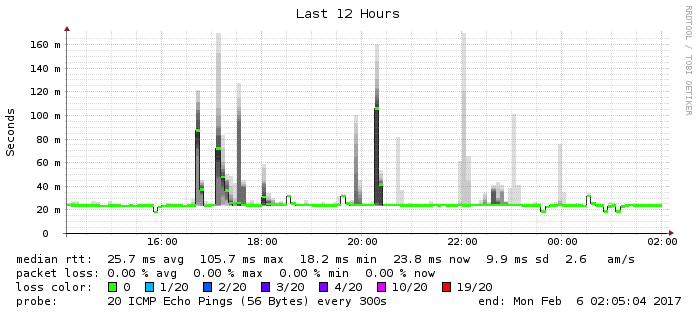 Last 12 Hours
RRDTOOL / TOBI OETIKER
Seconds
160 m
140 m
120 m
100 m
80 m
60 m
40 m
20 m
0
16:00 18:00 20:00 22:00 00:00 02:00
median rtt: 25.7 ms avg 105.7 ms max 18.2 ms min 23.8 ms now 9.9 ms sd 2.6 am/s
packet loss: 0.00 % avg 0.00 % max 0.00 % min 0.00 % now
loss color: 0 1/20 2/20 3/20 4/20 10/20 19/20
probe: 20 ICMP Echo Pings (56 Bytes) every 300s end: Mon Feb 6 02:05:04 2017